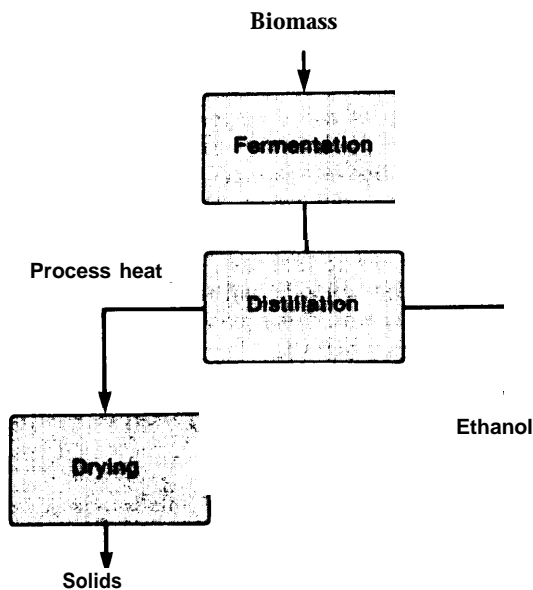 Biomass
Fermentation
Process heat
Distillation
Ethanol
Drying
Solids